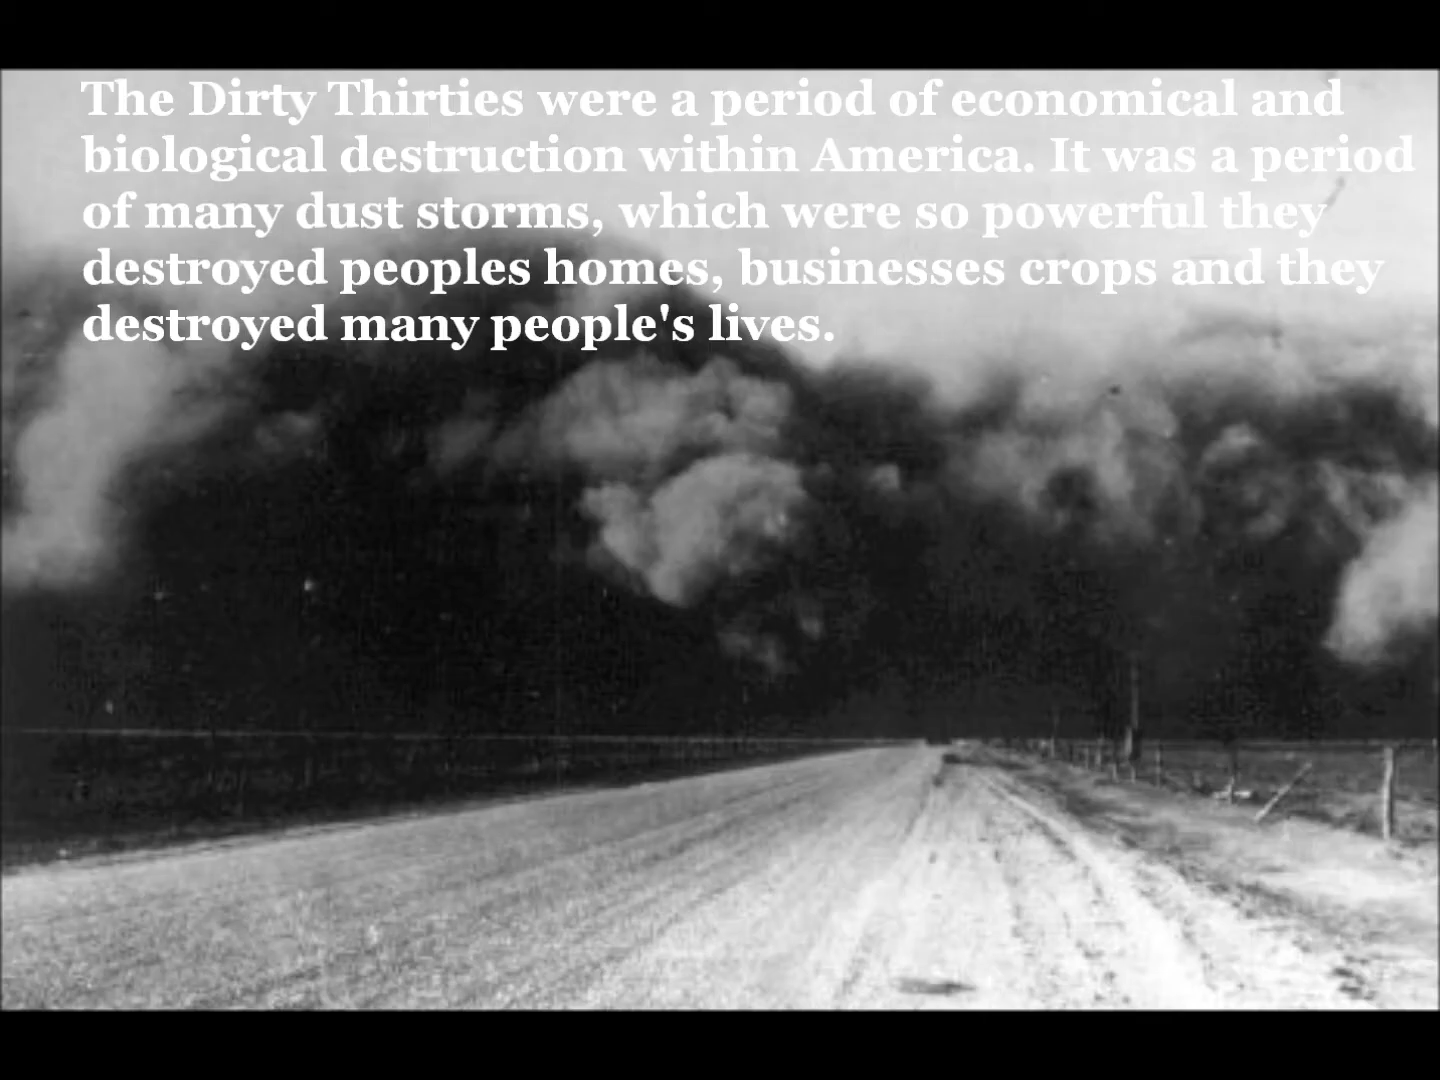 The Dirty Thirties were a period of economical and
biological destruction within America. It was a period
of many dust storms, which were so powerful they
destroyed peoples homes, businesses crops and they
destroyed many people's lives.